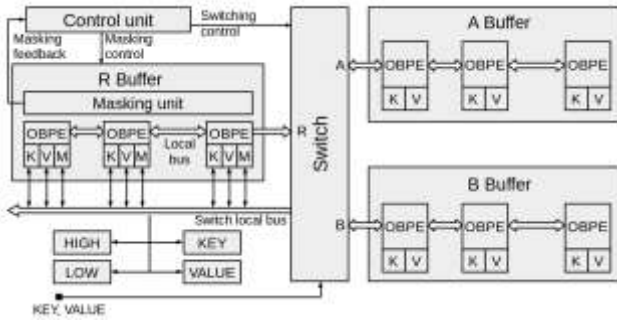 Control unit
Switching
control
Masking
feedback
Masking
control
R Buffer
Masking unit
OBPE
OBPE
OBPE
K V M
K V M
K V M
Local
bus
R
Switch local bus
HIGH
KEY
LOW
VALUE
KEY, VALUE
Switch
A
B
A Buffer
OBPE
OBPE
OBPE
K V
K V
K V
B Buffer
OBPE
OBPE
OBPE
K V
K V
K V